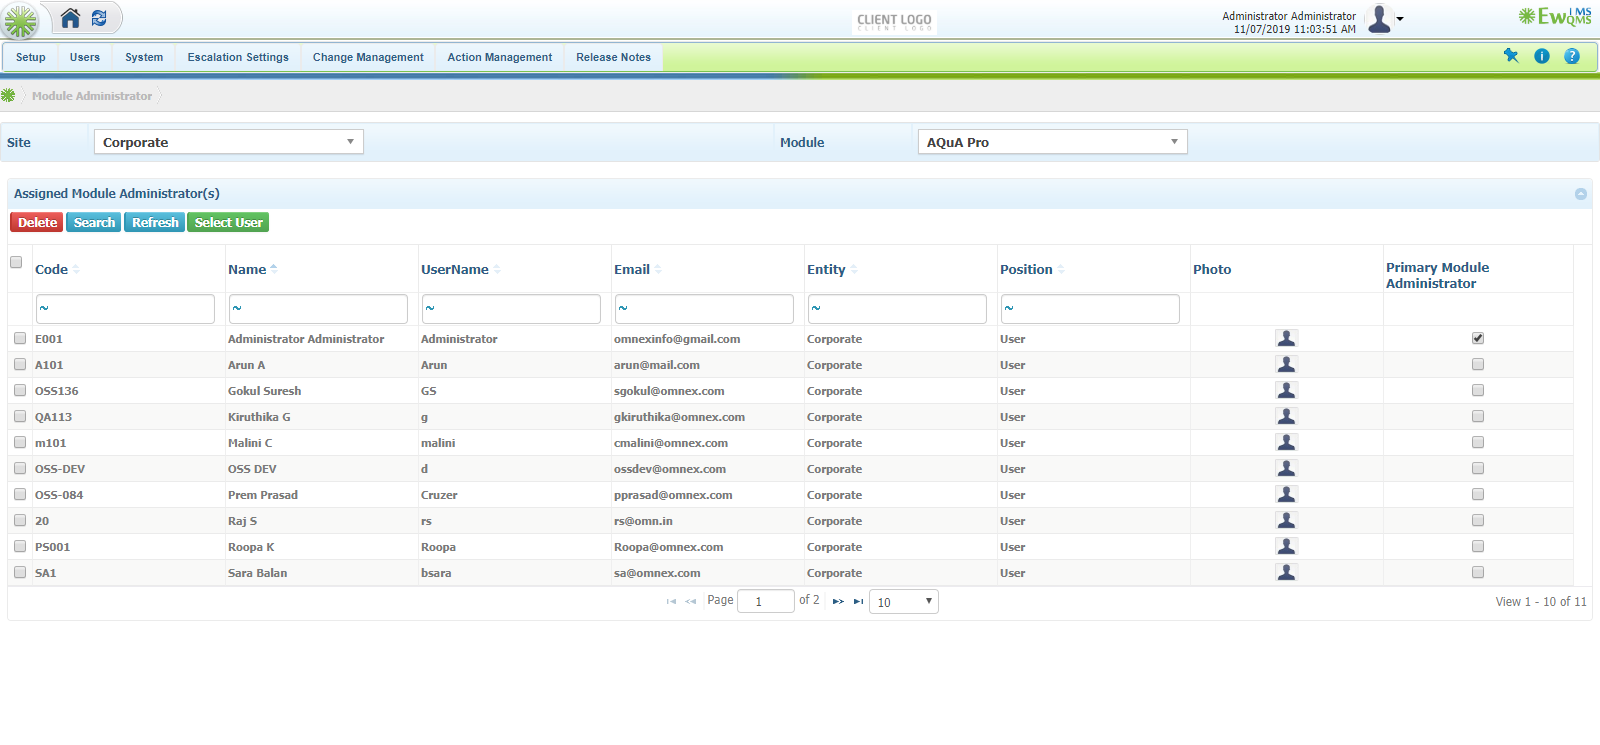 CLIENT LOGO
CLIENT LOGO
Administrator Administrator
11/07/2019 11:03:51 AM
EwQMS IMS
Setup Users System Escalation Settings Change Management Action Management Release Notes
Module Administrator
Site Corporate Module AQuA Pro
Assigned Module Administrator(s)
Delete Search Refresh Select User
Code Name UserName Email Entity Position Photo Primary Module Administrator
~ ~ ~ ~ ~ ~
E001 Administrator Administrator Administrator omnexinfo@gmail.com Corporate User
A101 Arun A Arun arun@mail.com Corporate User
OSS136 Gokul Suresh GS sgokul@omnex.com Corporate User
QA113 Kiruthika G g gkiruthika@omnex.com Corporate User
m101 Malini C malini cmalini@omnex.com Corporate User
OSS-DEV OSS DEV d ossdev@omnex.com Corporate User
OSS-084 Prem Prasad Cruzer pprasad@omnex.com Corporate User
20 Raj S rs rs@omn.in Corporate User
PS001 Roopa K Roopa Roopa@omnex.com Corporate User
SA1 Sara Balan bsara sa@omnex.com Corporate User
Page 1 of 2 10 View 1 - 10 of 11